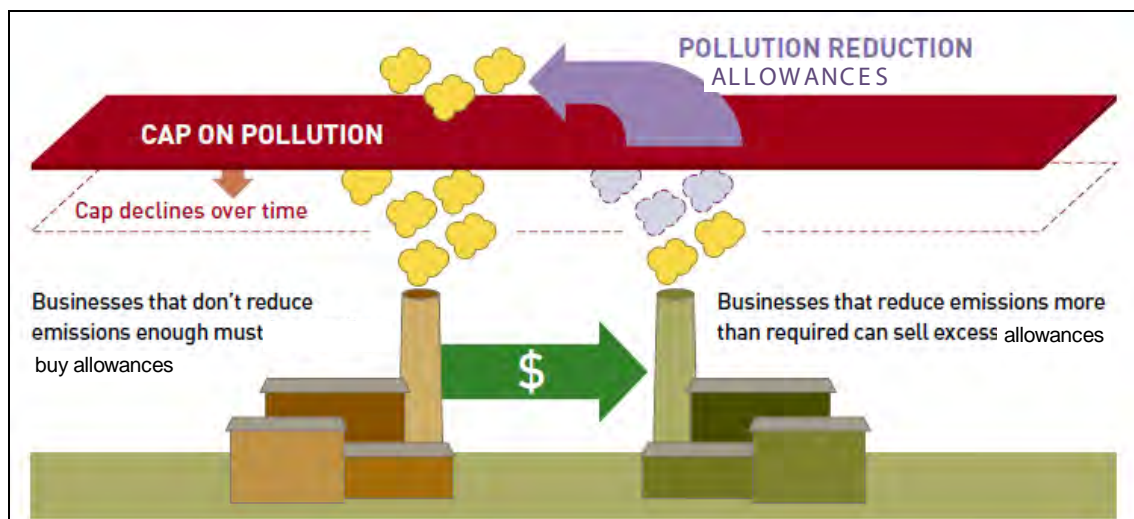 POLLUTION REDUCTION
ALLOWANCES
CAP ON POLLUTION
Cap declines over time
Businesses that don't reduce
emissions enough must
buy allowances
$
Businesses that reduce emissions more
than required can sell excess allowances